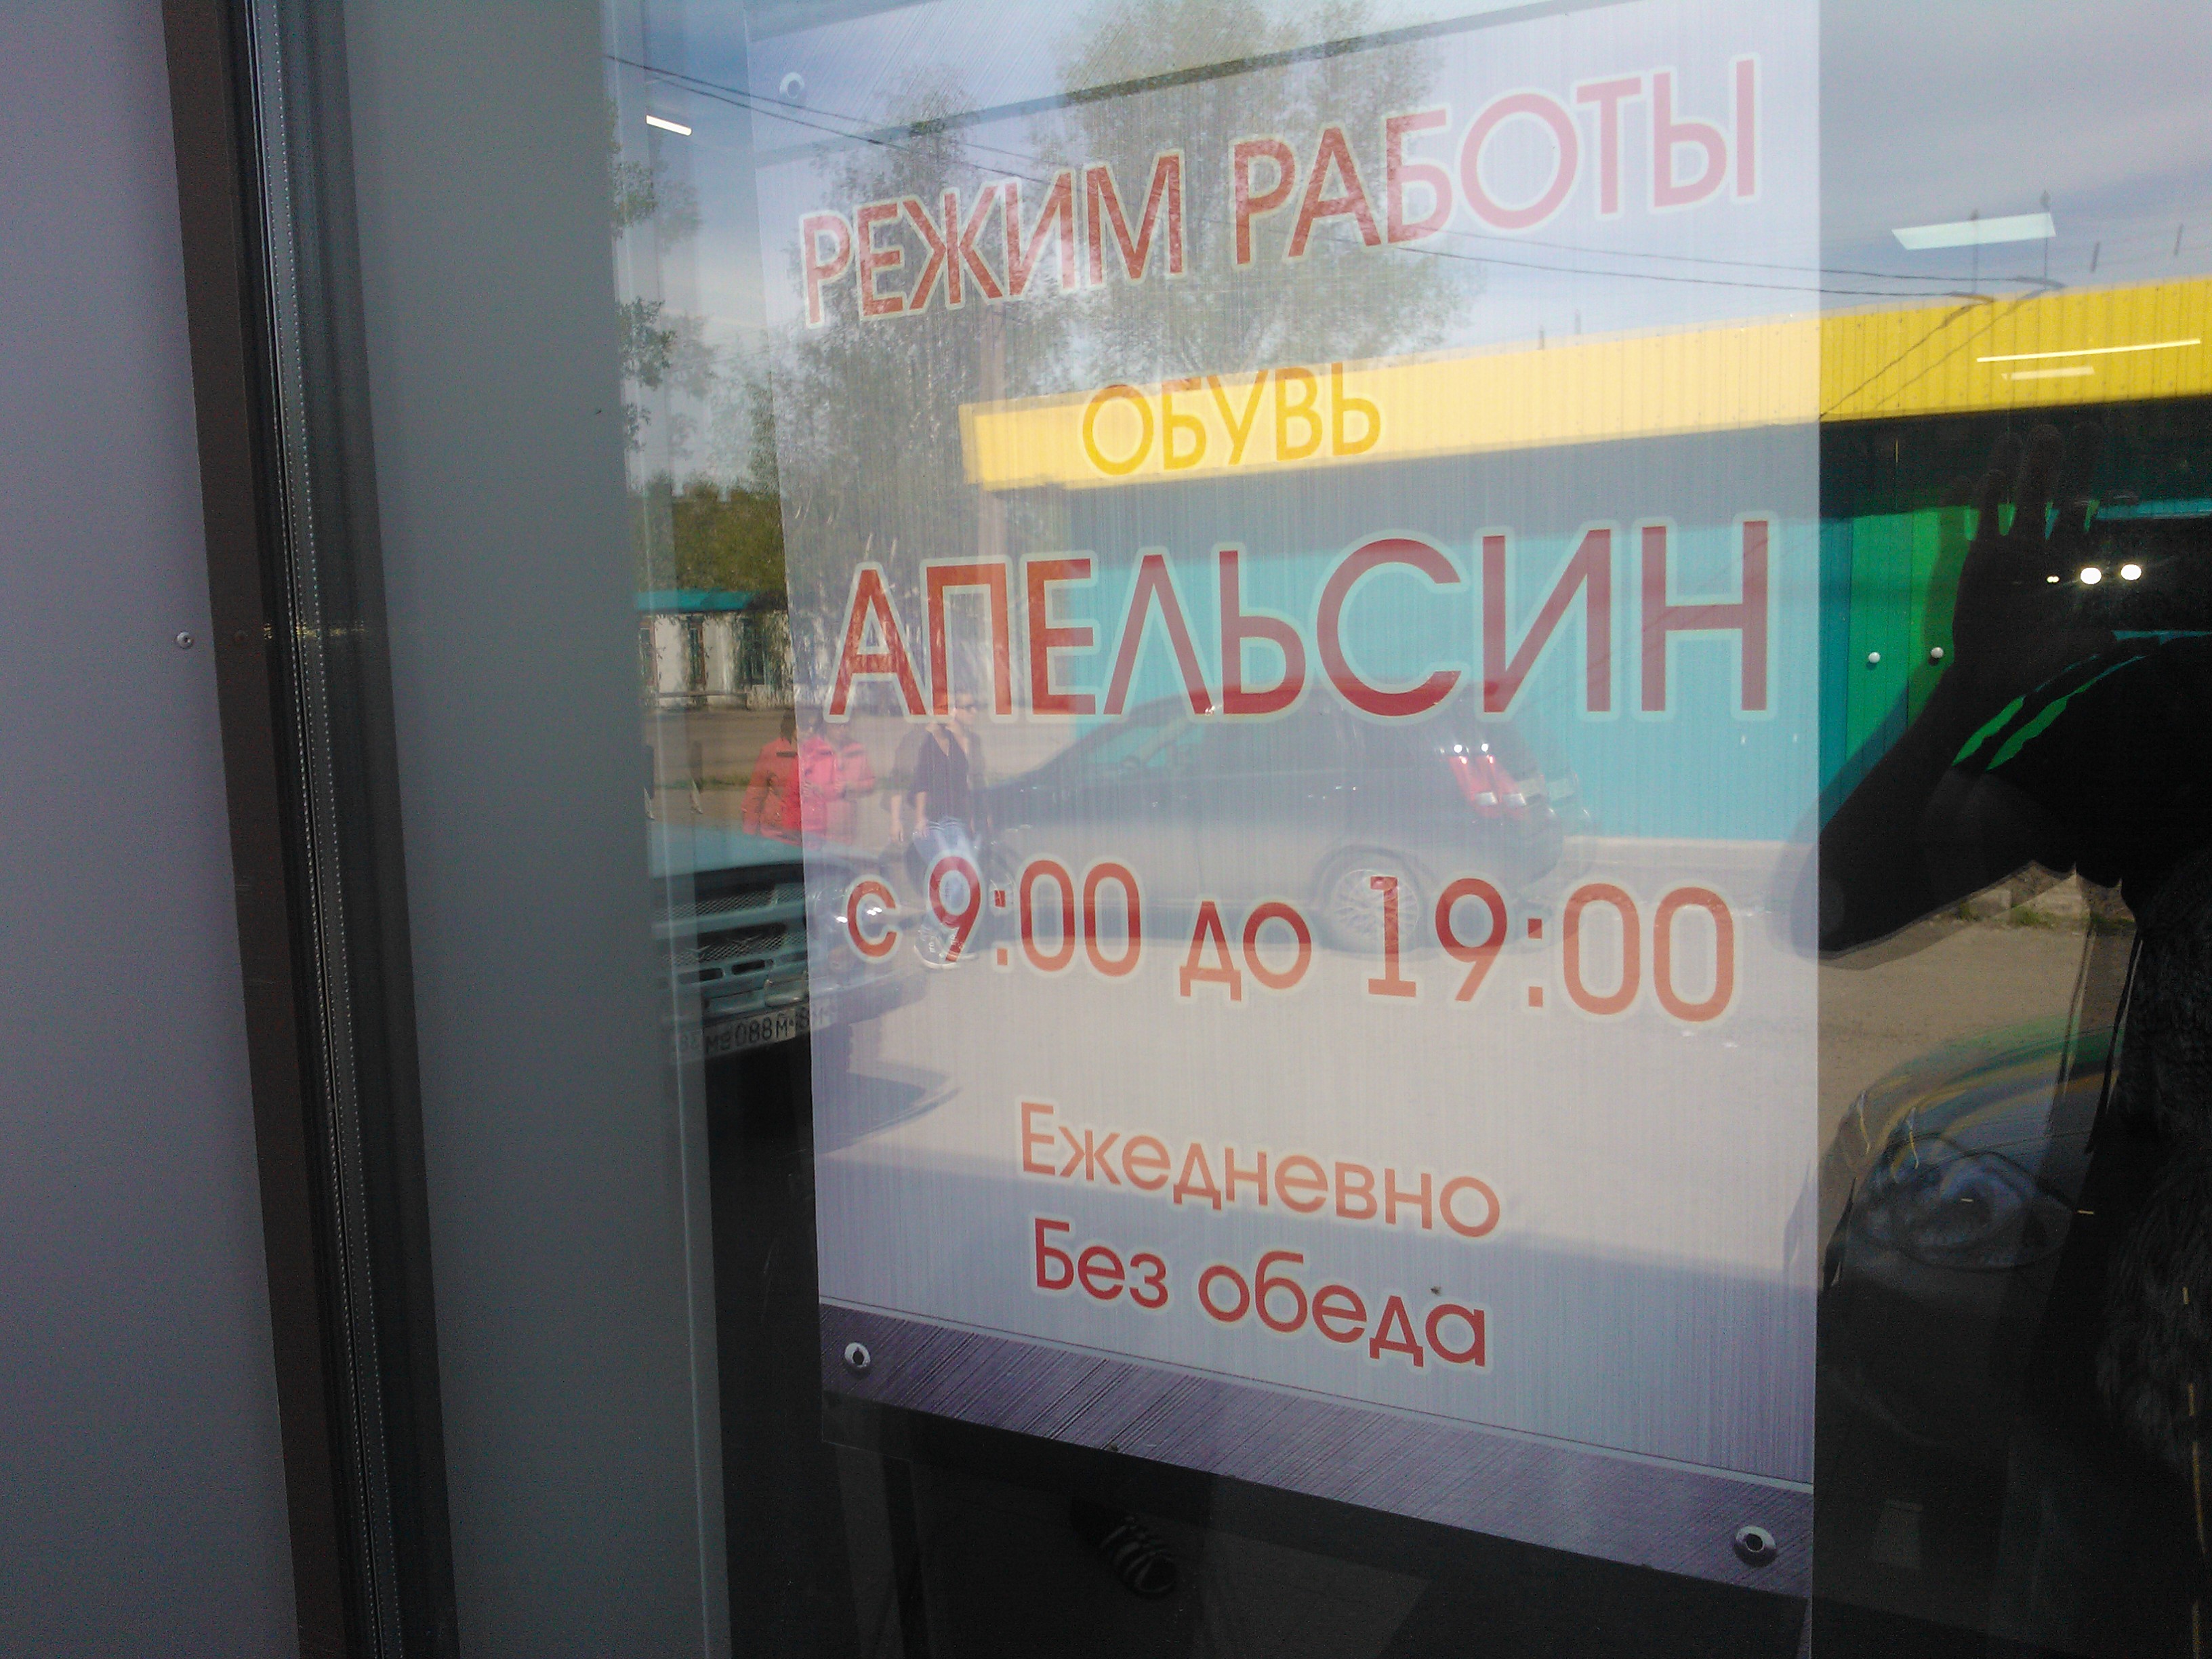 РЕЖИМ РАБОТЫ
ОБУВЬ
АПЕЛЬСИН
с 9:00 до 19:00
Ежедневно
Без обеда